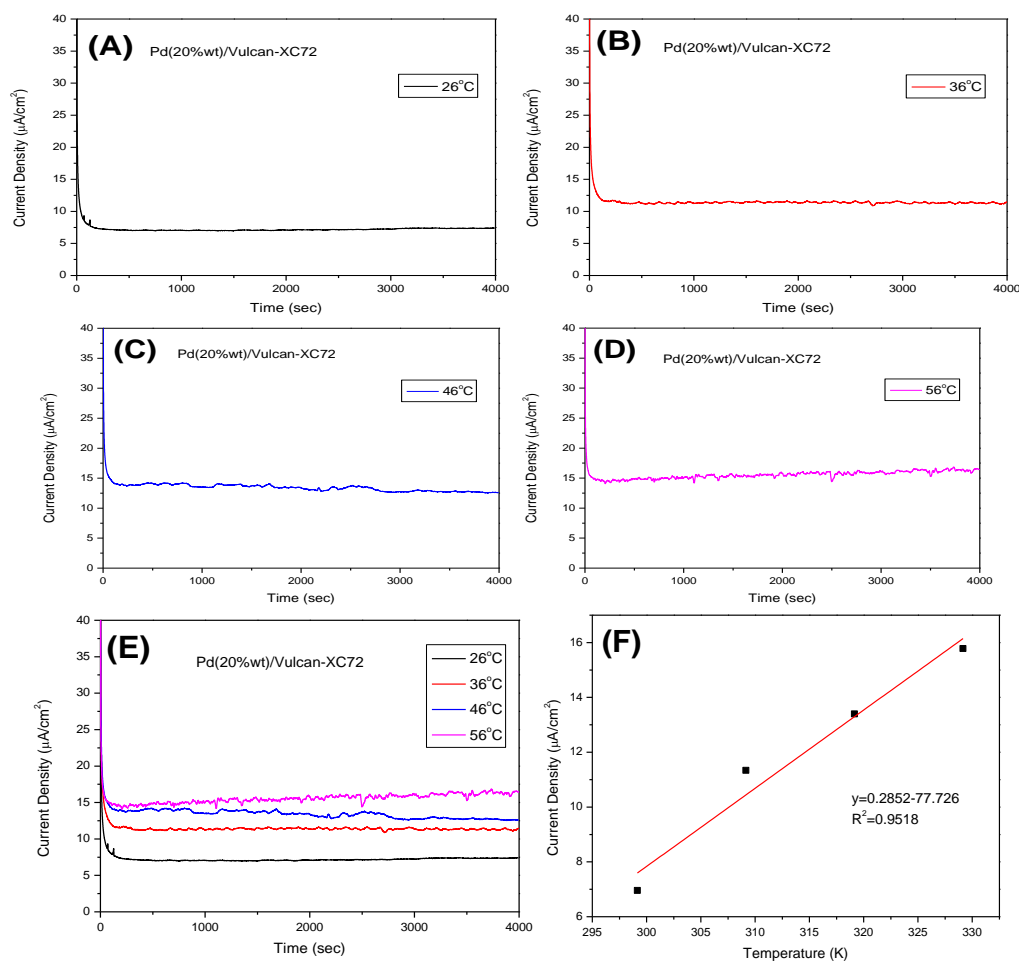 (A)
Pd(20%wt)/Vulcan-XC72
26°C
40
35
30
25
20
15
10
5
0
Current Density (μA/cm²)
0 1000 2000 3000 4000
Time (sec)
(B)
Pd(20%wt)/Vulcan-XC72
36°C
40
35
30
25
20
15
10
5
0
Current Density (μA/cm²)
0 1000 2000 3000 4000
Time (sec)
(C)
Pd(20%wt)/Vulcan-XC72
46°C
40
35
30
25
20
15
10
5
0
Current Density (μA/cm²)
0 1000 2000 3000 4000
Time (sec)
(D)
Pd(20%wt)/Vulcan-XC72
56°C
40
35
30
25
20
15
10
5
0
Current Density (μA/cm²)
0 1000 2000 3000 4000
Time (sec)
(E)
Pd(20%wt)/Vulcan-XC72
26°C
36°C
46°C
56°C
40
35
30
25
20
15
10
5
0
Current Density (μA/cm²)
0 1000 2000 3000 4000
Time (sec)
(F)
16
14
12
10
8
6
Current Density (μA/cm²)
y=0.2852-77.726
R²=0.9518
295 300 305 310 315 320 325 330
Temperature (K)